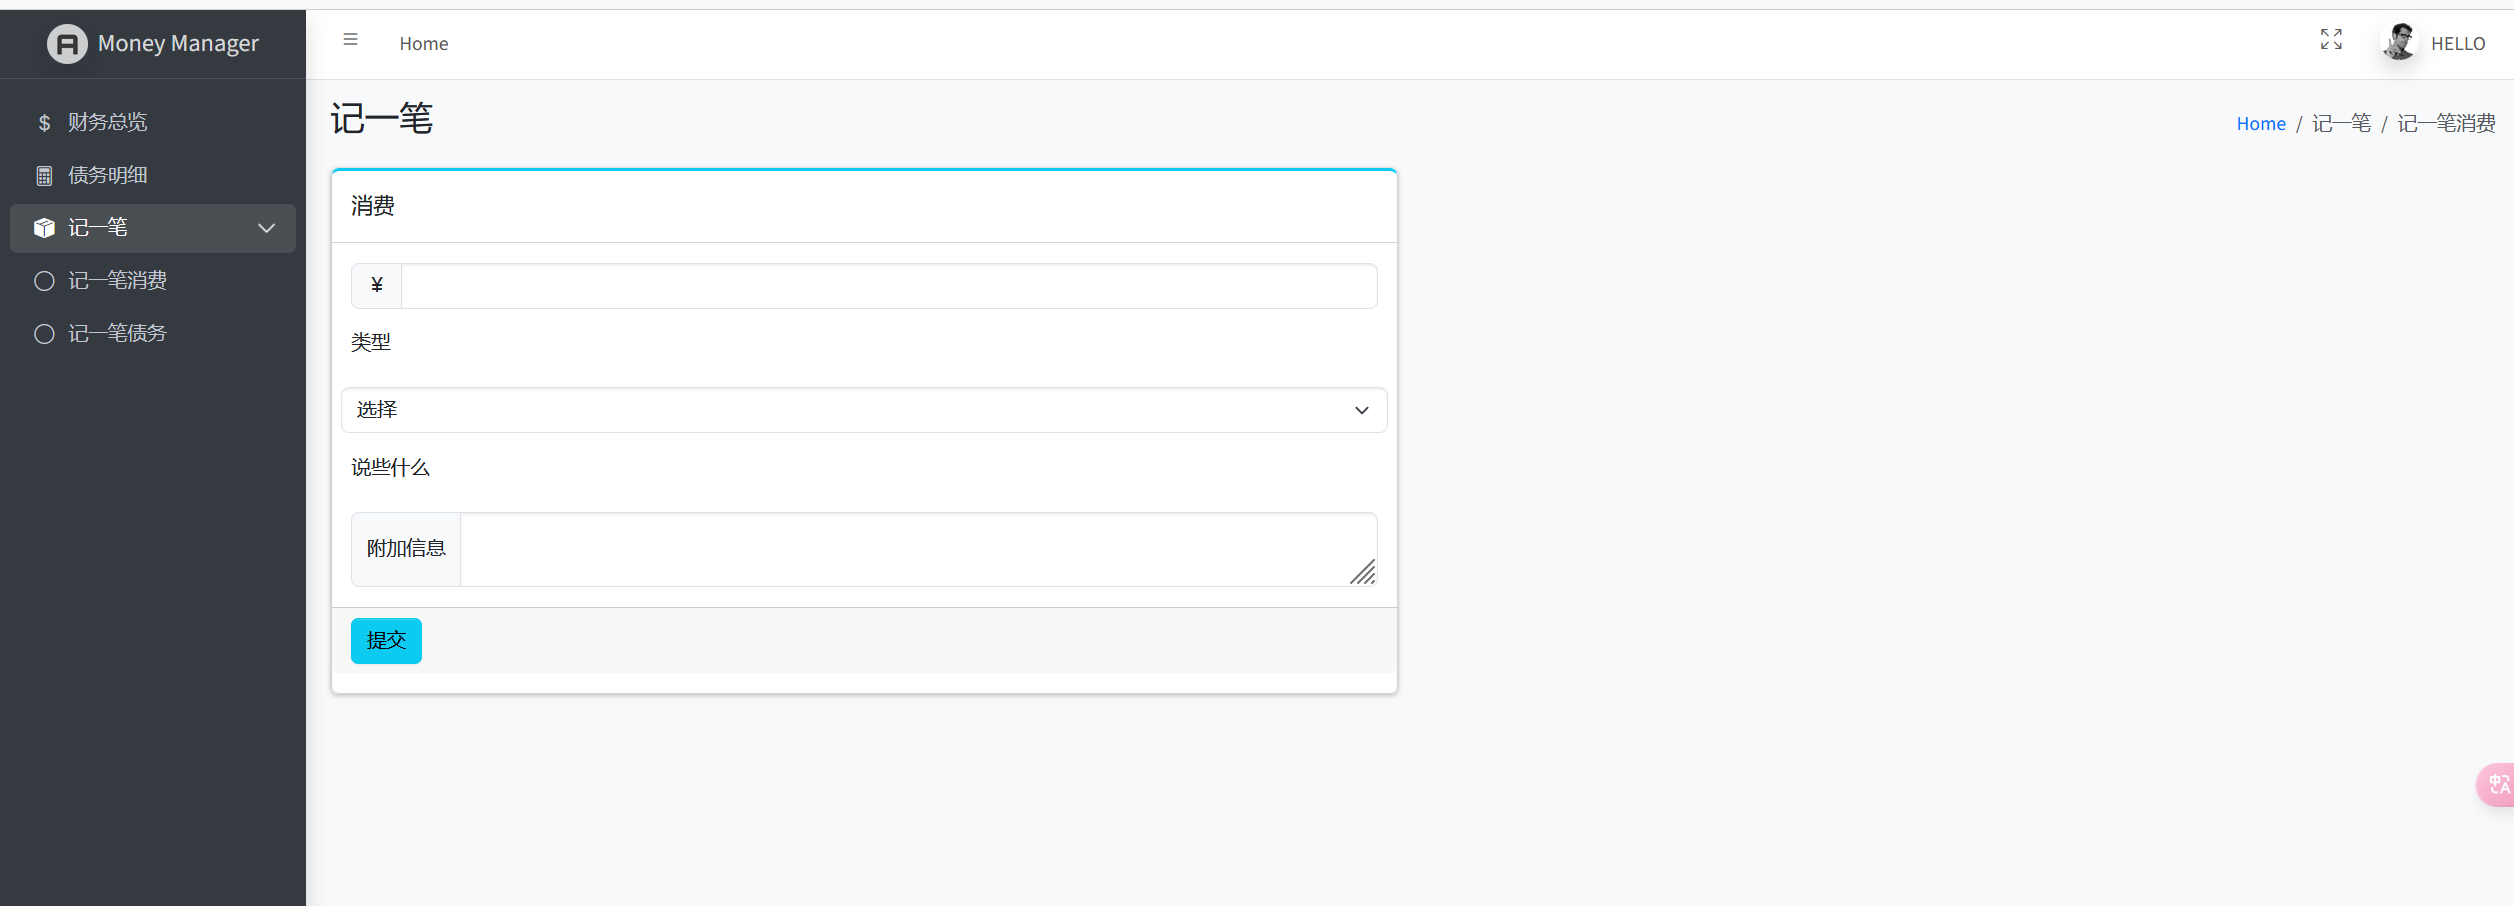 Money Manager
Home
HELLO
财务总览
债务明细
记一笔
记一笔消费
记一笔债务
记一笔
Home / 记一笔 / 记一笔消费
消费
¥
类型
选择
说些什么
附加信息
提交
中A